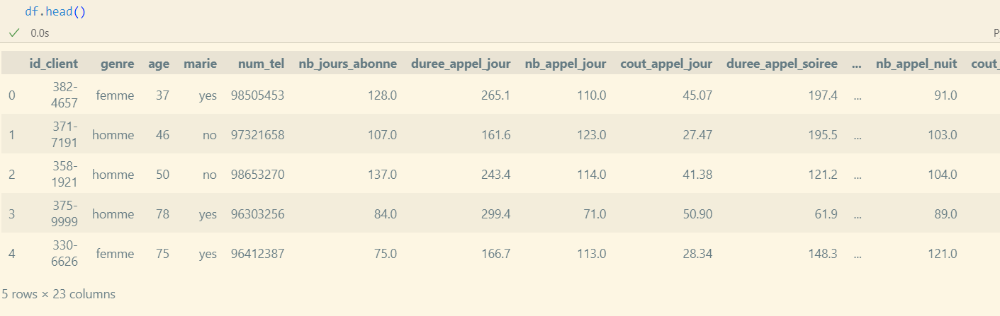 df.head()
0.0s P
id_client genre age marie num_tel nb_jours_abonne duree_appel_jour nb_appel_jour cout_appel_jour duree_appel_soiree ... nb_appel_nuit cout_
0 382-4657 femme 37 yes 98505453 128.0 265.1 110.0 45.07 197.4 ... 91.0
1 371-7191 homme 46 no 97321658 107.0 161.6 123.0 27.47 195.5 ... 103.0
2 358-1921 homme 50 no 98653270 137.0 243.4 114.0 41.38 121.2 ... 104.0
3 375-9999 homme 78 yes 96303256 84.0 299.4 71.0 50.90 61.9 ... 89.0
4 330-6626 femme 75 yes 96412387 75.0 166.7 113.0 28.34 148.3 ... 121.0
5 rows × 23 columns